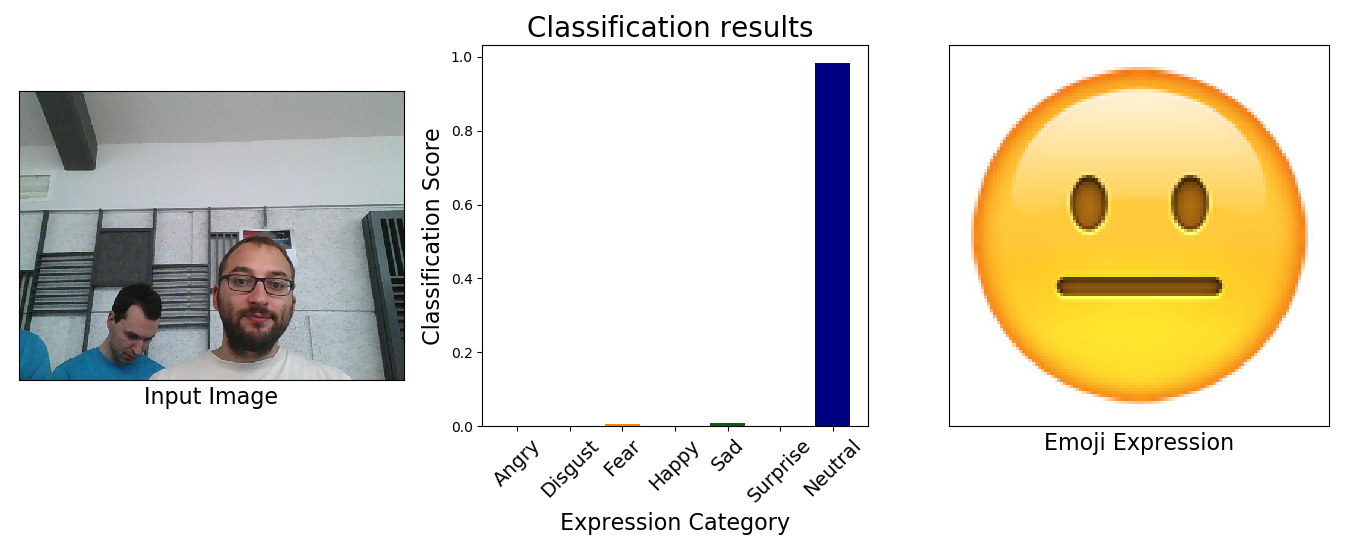 Classification results
Input Image
Classification Score
1.0
0.8
0.6
0.4
0.2
0.0
Angry
Disgust
Fear
Happy
Sad
Surprise
Neutral
Expression Category
Emoji Expression